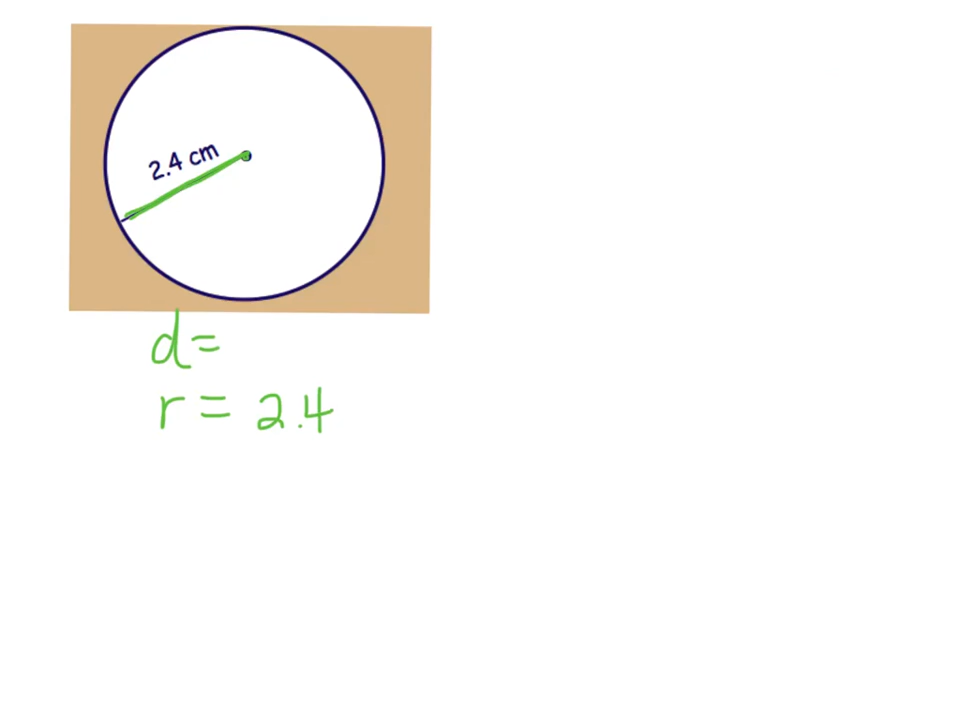 2.4 cm
d=
r = 2.4